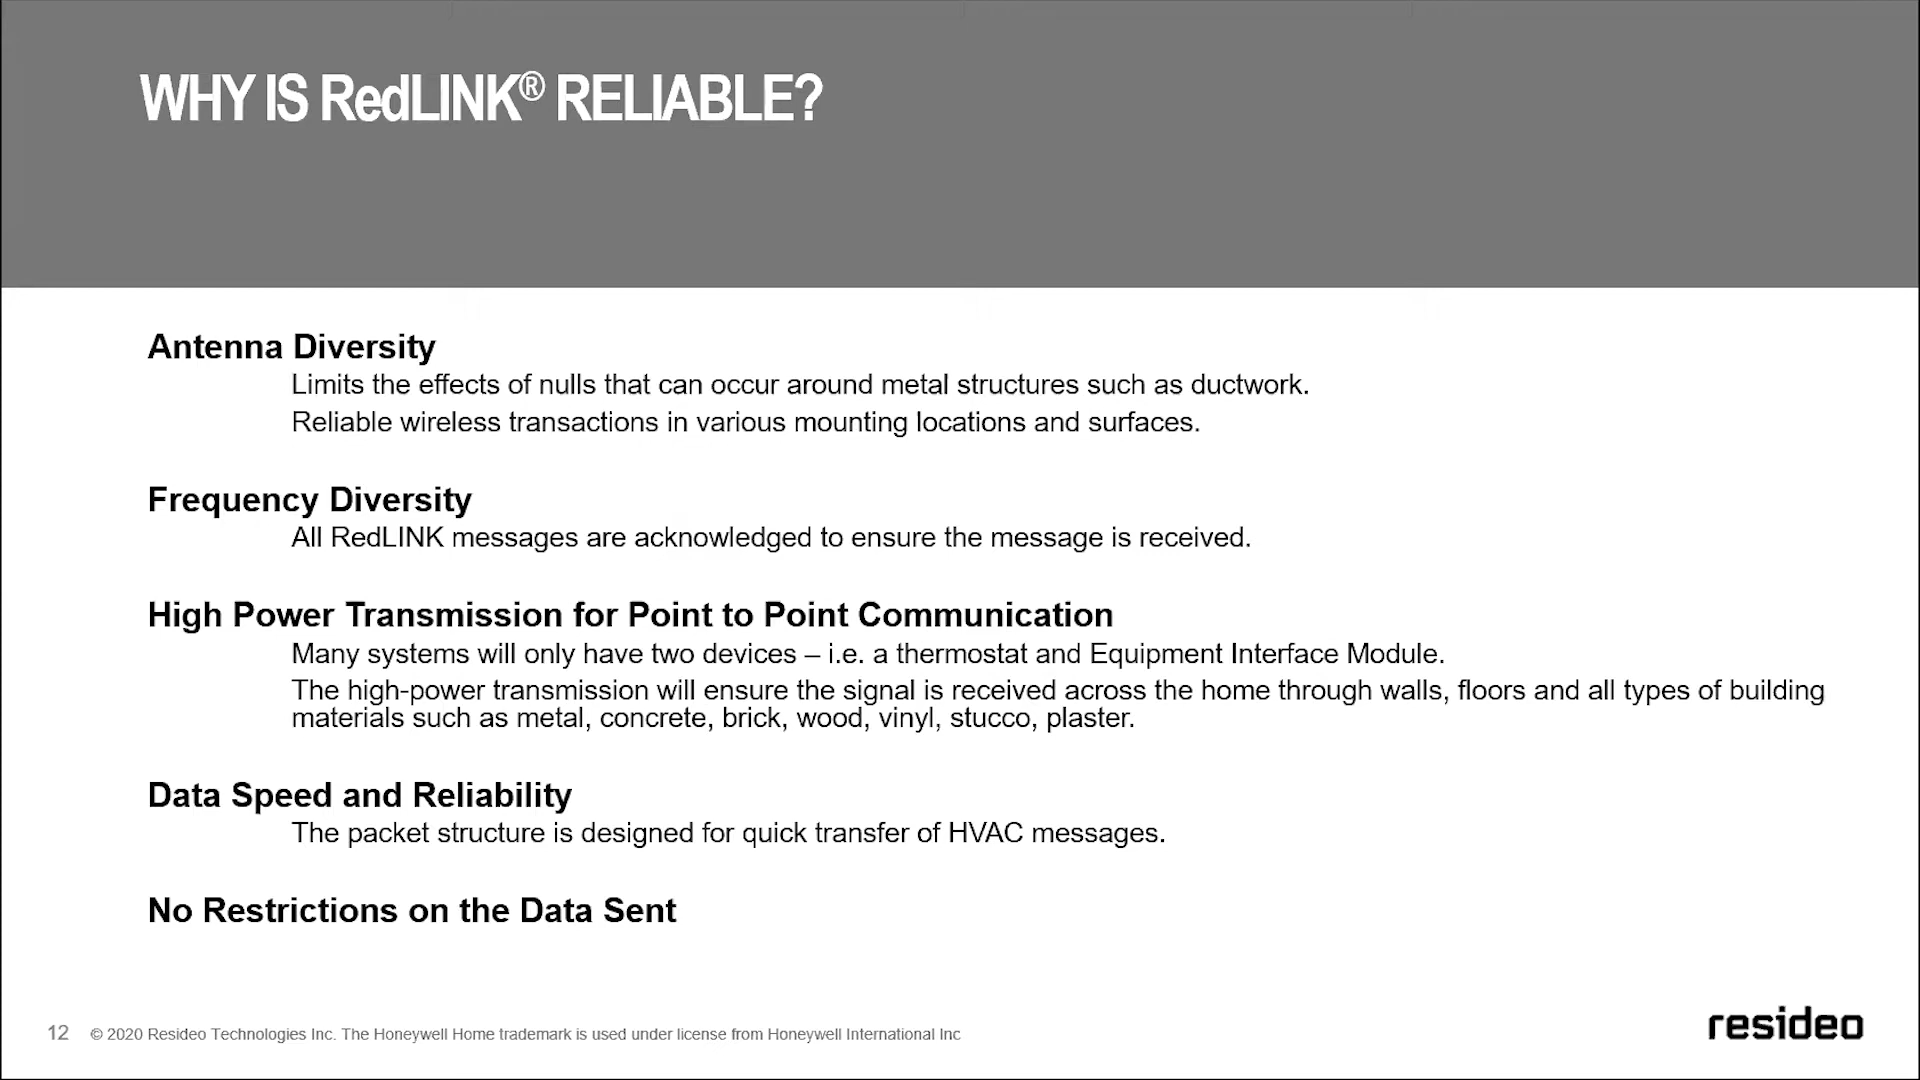 WHY IS RedLINK® RELIABLE?
Antenna Diversity
Limits the effects of nulls that can occur around metal structures such as ductwork.
Reliable wireless transactions in various mounting locations and surfaces.
Frequency Diversity
All RedLINK messages are acknowledged to ensure the message is received.
High Power Transmission for Point to Point Communication
Many systems will only have two devices – i.e. a thermostat and Equipment Interface Module.
The high-power transmission will ensure the signal is received across the home through walls, floors and all types of building
materials such as metal, concrete, brick, wood, vinyl, stucco, plaster.
Data Speed and Reliability
The packet structure is designed for quick transfer of HVAC messages.
No Restrictions on the Data Sent
12 © 2020 Resideo Technologies Inc. The Honeywell Home trademark is used under license from Honeywell International Inc
resideo